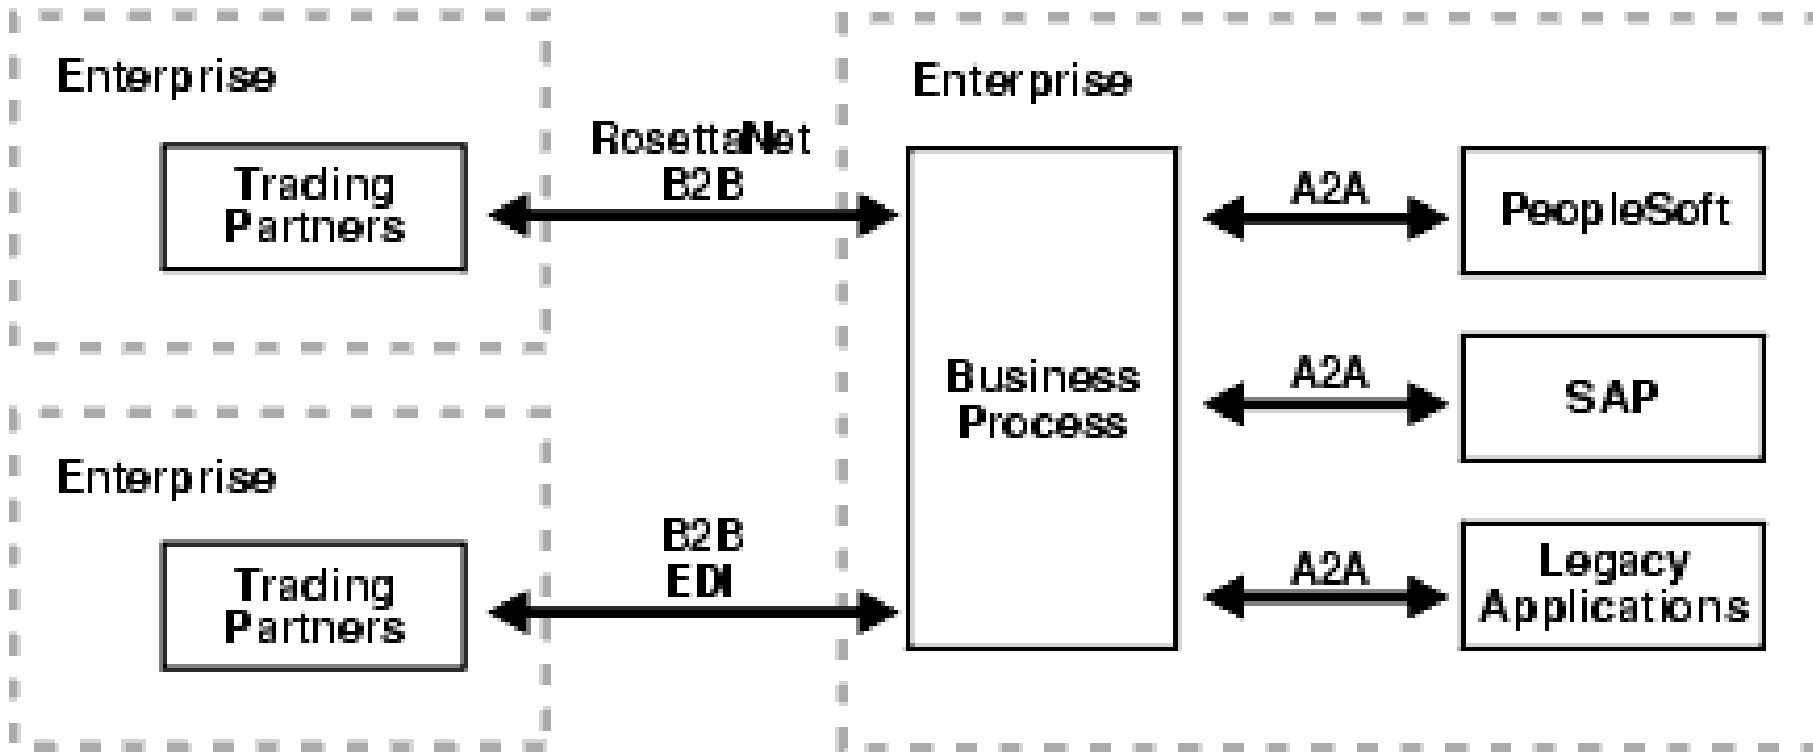 Enterprise
Trading
Partners
RosettaNet
B2B
Enterprise
Trading
Partners
B2B
EDI
Enterprise
Business
Process
A2A
PeopleSoft
A2A
SAP
A2A
Legacy
Applications